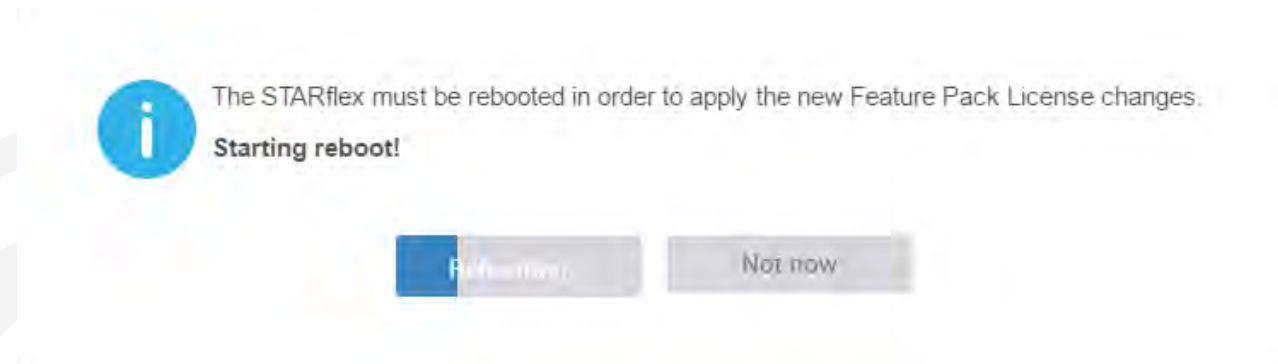 The STARflex must be rebooted in order to apply the new Feature Pack License changes.
Starting reboot!
Not now